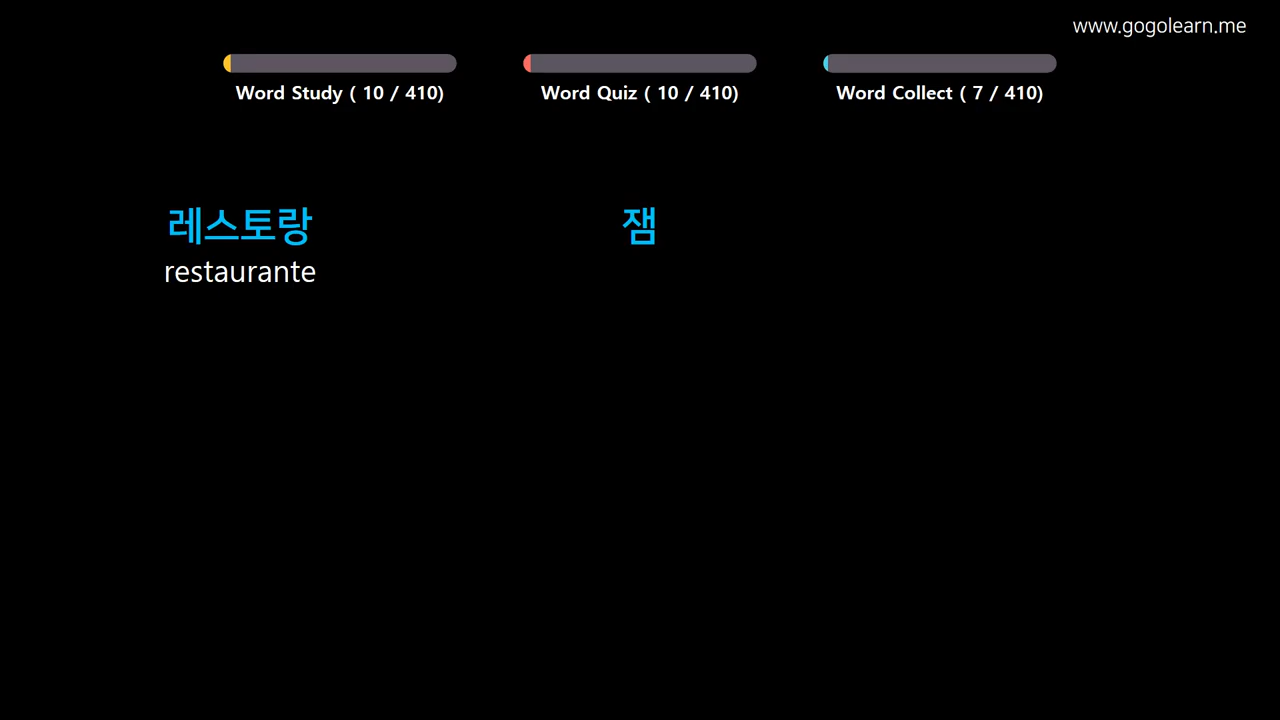 www.gogolearn.me
Word Study ( 10 / 410)
Word Quiz ( 10 / 410)
Word Collect ( 7 / 410)
레스토랑
restaurante
잼